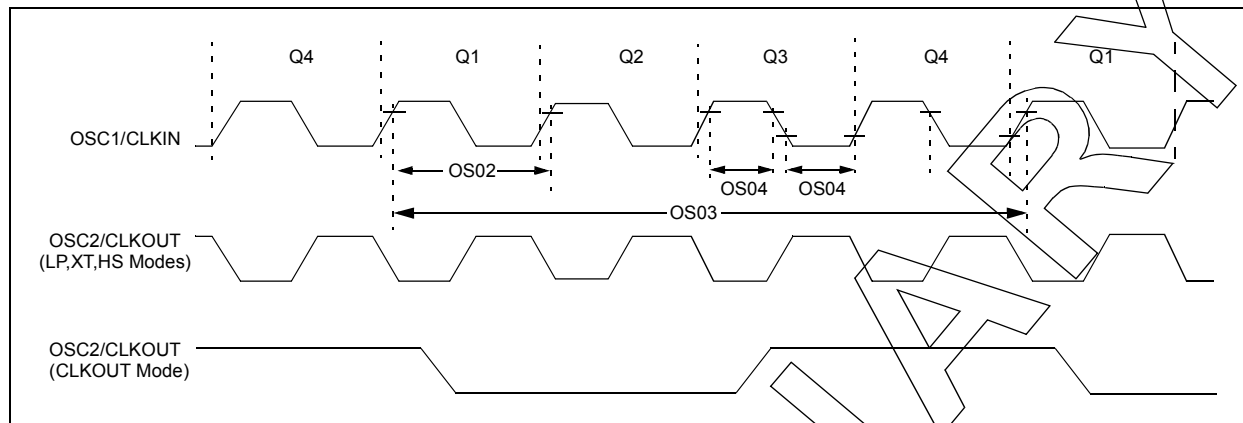 Q4 Q1 Q2 Q3 Q4 Q1
OSC1/CLKIN
OS02 OS04 OS04
OS03
OSC2/CLKOUT
(LP,XT,HS Modes)
OSC2/CLKOUT
(CLKOUT Mode)